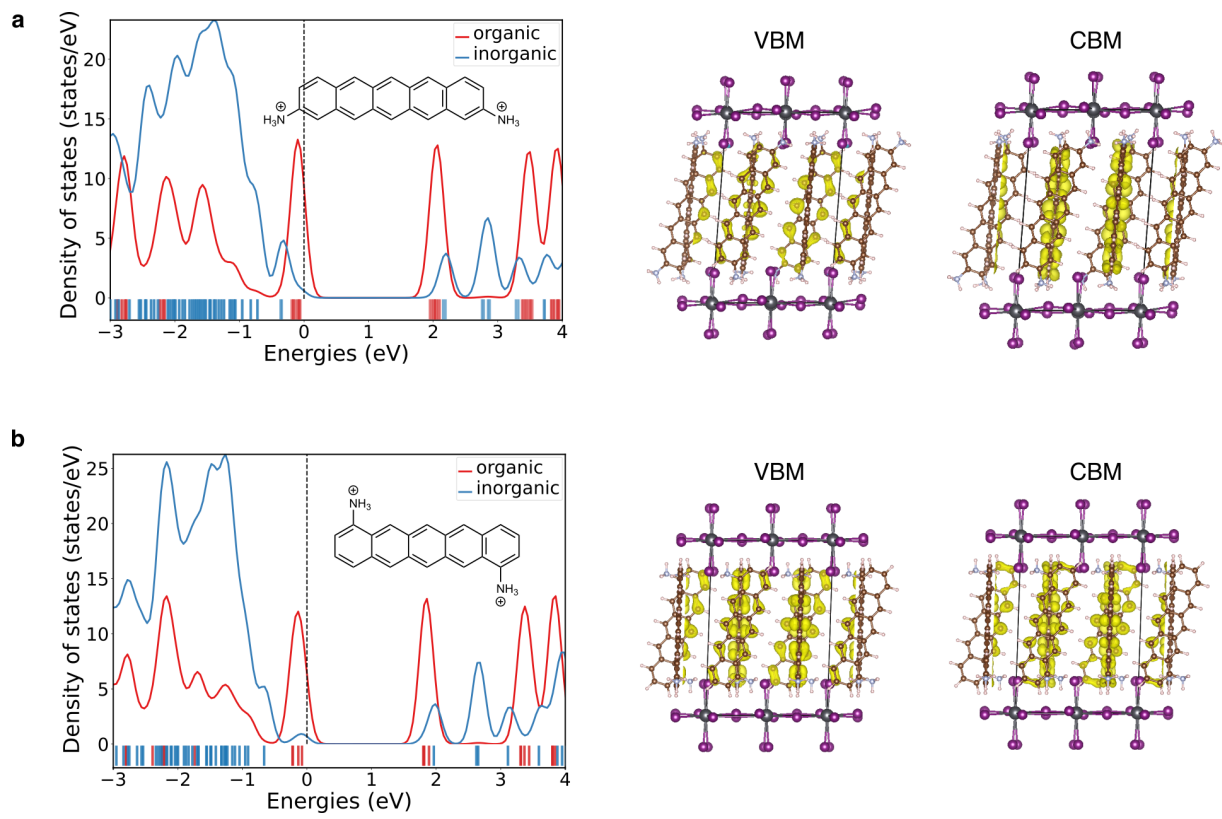 a
Density of states (states/eV)
20
15
10
5
0
−3
−2
−1
0
1
2
3
4
Energies (eV)
organic
inorganic
⊕
H₃N
⊕
NH₃
VBM
CBM
b
Density of states (states/eV)
25
20
15
10
5
0
−3
−2
−1
0
1
2
3
4
Energies (eV)
organic
inorganic
⊕
NH₃
NH₃
⊕
VBM
CBM